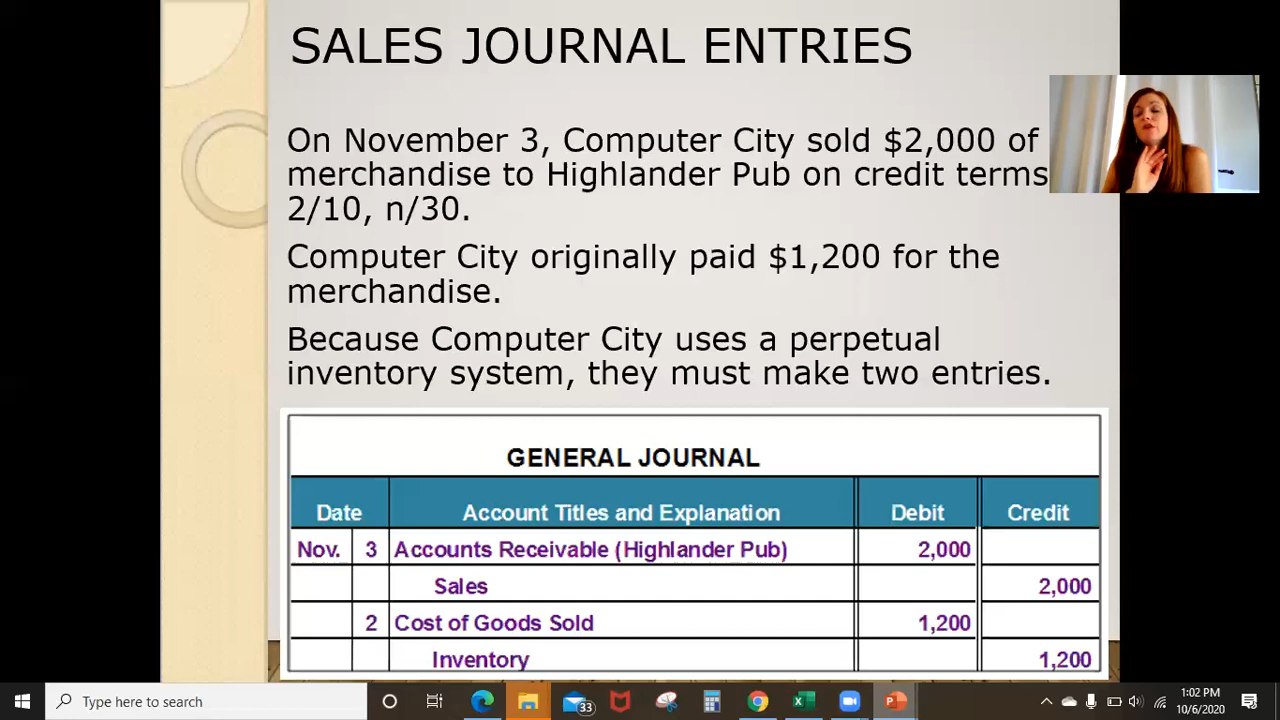 SALES JOURNAL ENTRIES
On November 3, Computer City sold $2,000 of
merchandise to Highlander Pub on credit terms
2/10, n/30.
Computer City originally paid $1,200 for the
merchandise.
Because Computer City uses a perpetual
inventory system, they must make two entries.
GENERAL JOURNAL
Date Account Titles and Explanation Debit Credit
Nov. 3 Accounts Receivable (Highlander Pub) 2,000
Sales 2,000
2 Cost of Goods Sold 1,200
Inventory 1,200
Type here to search
33
1:02 PM
10/6/2020